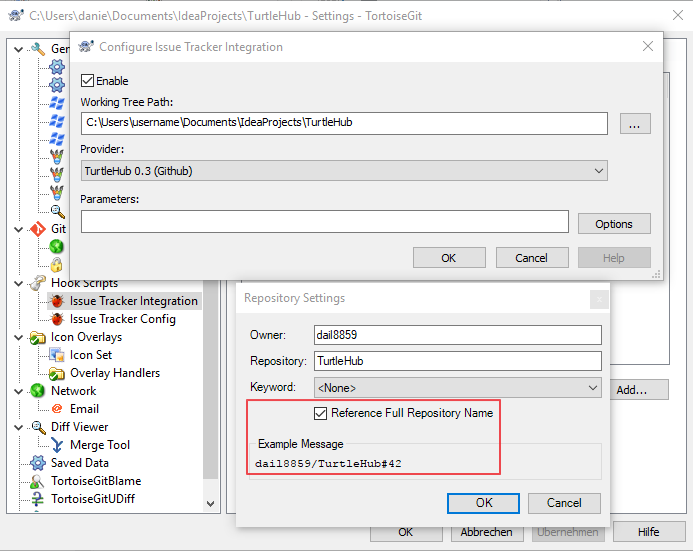 C:\Users\danie\Documents\IdeaProjects\TurtleHub - Settings - TortoiseGit
Configure Issue Tracker Integration
Enable
Working Tree Path:
C:\Users\username\Documents\IdeaProjects\TurtleHub
...
Provider:
TurtleHub 0.3 (Github)
Parameters:
Options
OK
Cancel
Help
Gen
Git
Hook Scripts
Issue Tracker Integration
Issue Tracker Config
Icon Overlays
Icon Set
Overlay Handlers
Network
Email
Diff Viewer
Merge Tool
Saved Data
TortoiseGitBlame
TortoiseGitUDiff
Repository Settings
Owner:
dail8859
Repository:
TurtleHub
Keyword:
<None>
Reference Full Repository Name
Example Message
dail8859/TurtleHub#42
OK
Cancel
Add...
OK
Abbrechen
Übernehmen
Hilfe